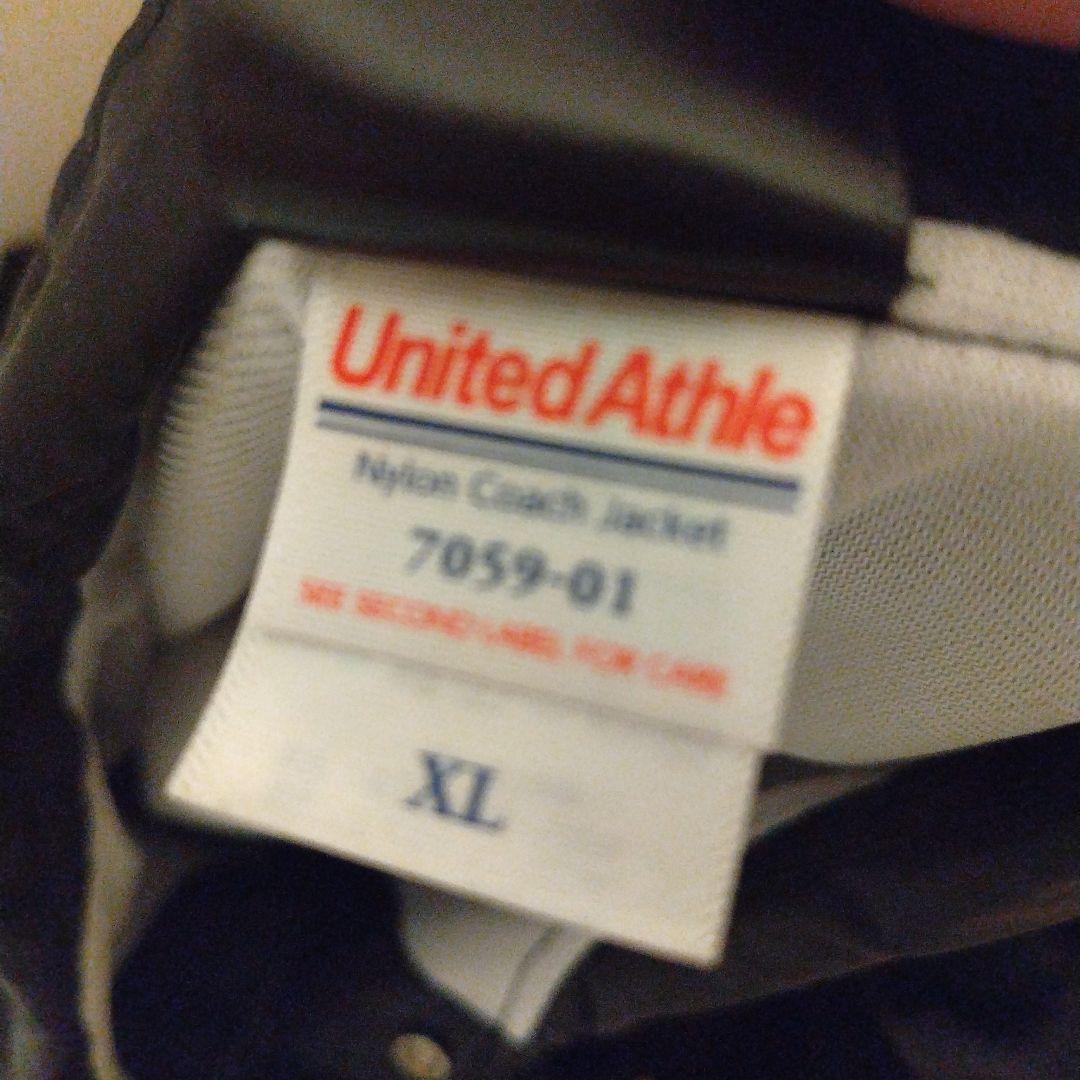 United Athle
Nylon Coach Jacket
7059-01
SEE SECOND LABEL FOR CARE
XL